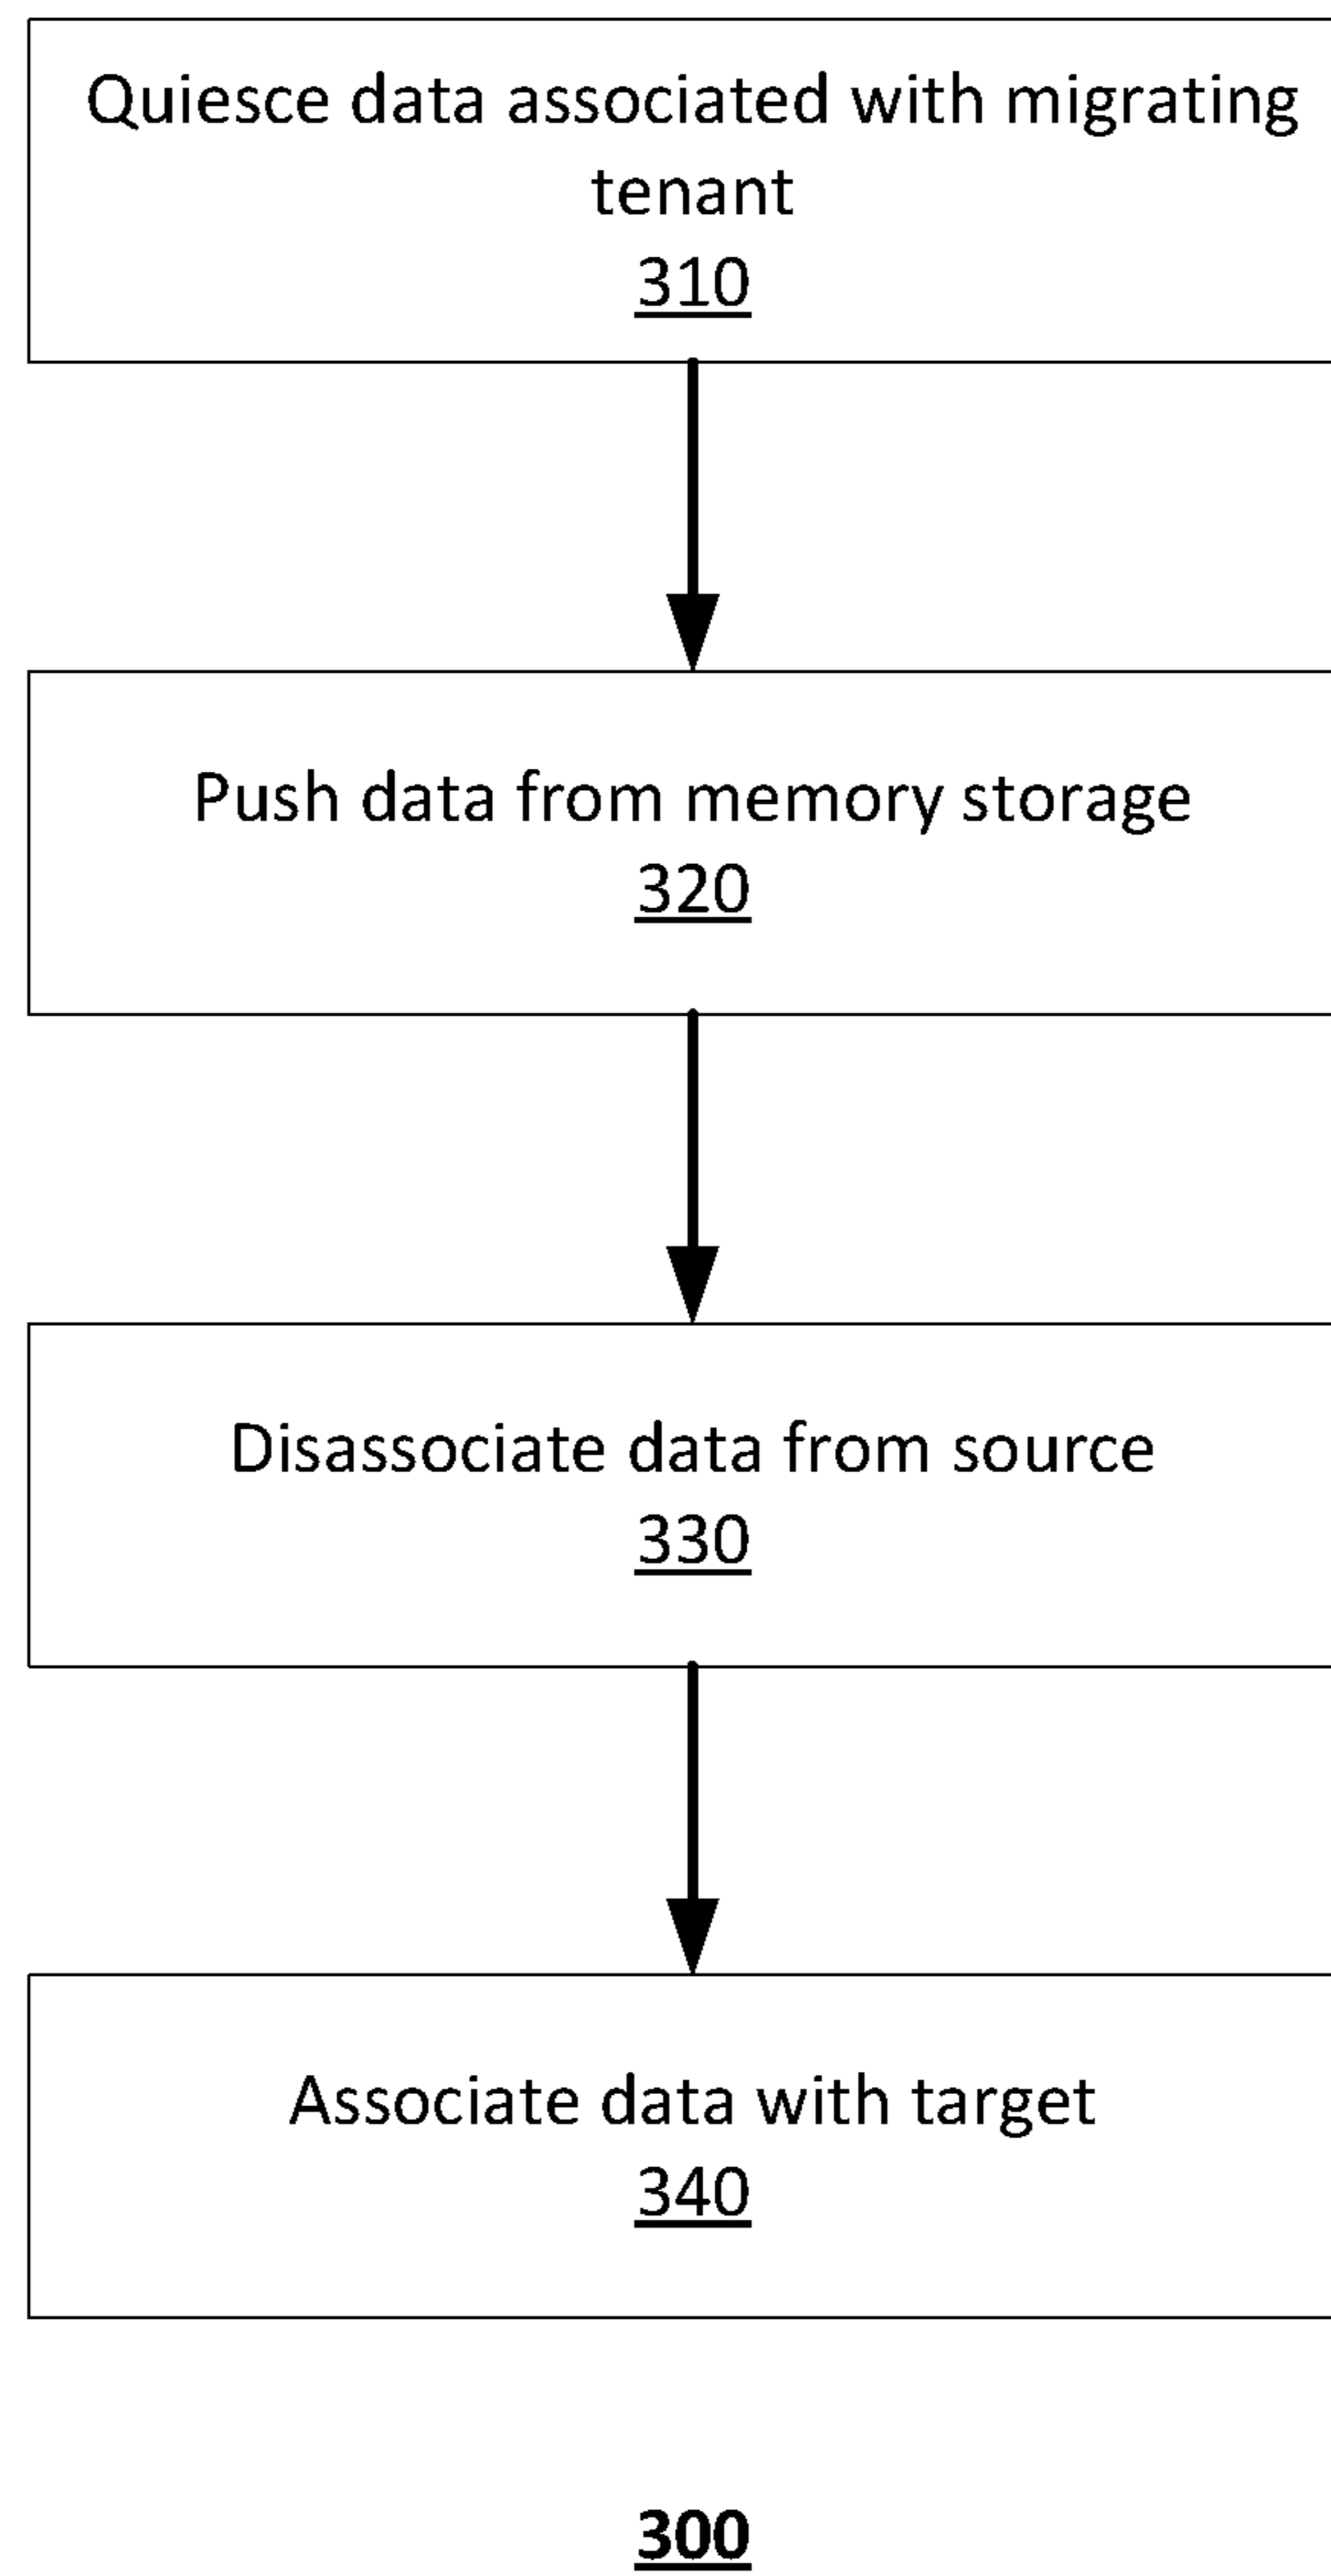 Quiesce data associated with migrating
tenant
310
Push data from memory storage
320
Disassociate data from source
330
Associate data with target
340
300